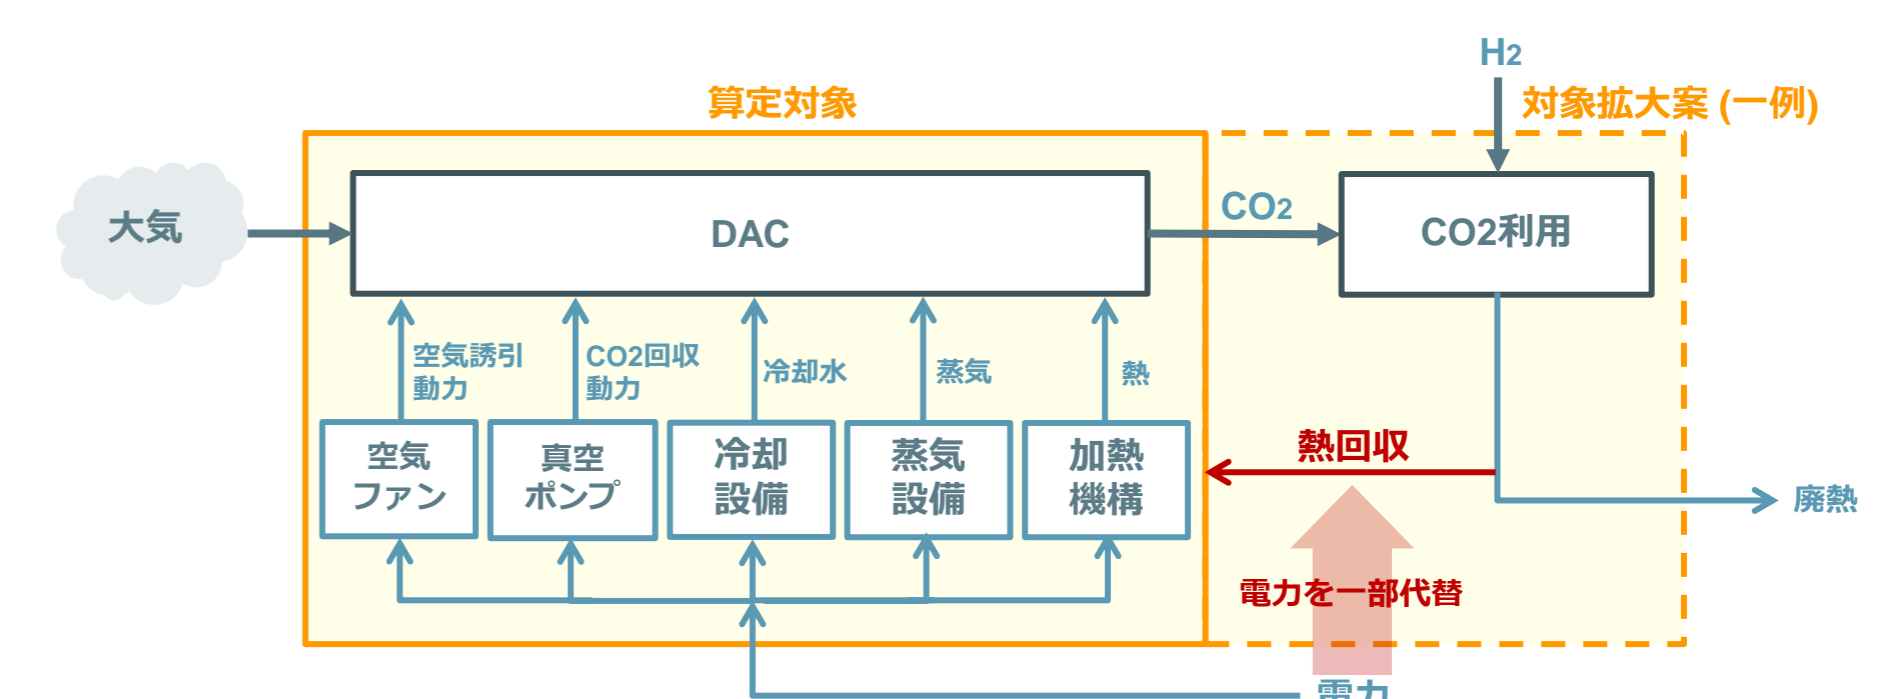 H2
算定対象
対象拡大案 (一例)
大気
DAC
CO2
CO2利用
空気誘引
動力
CO2回収
動力
冷却水
蒸気
熱
空気
ファン
真空
ポンプ
冷却
設備
蒸気
設備
加熱
機構
熱回収
廃熱
電力を一部代替
電力